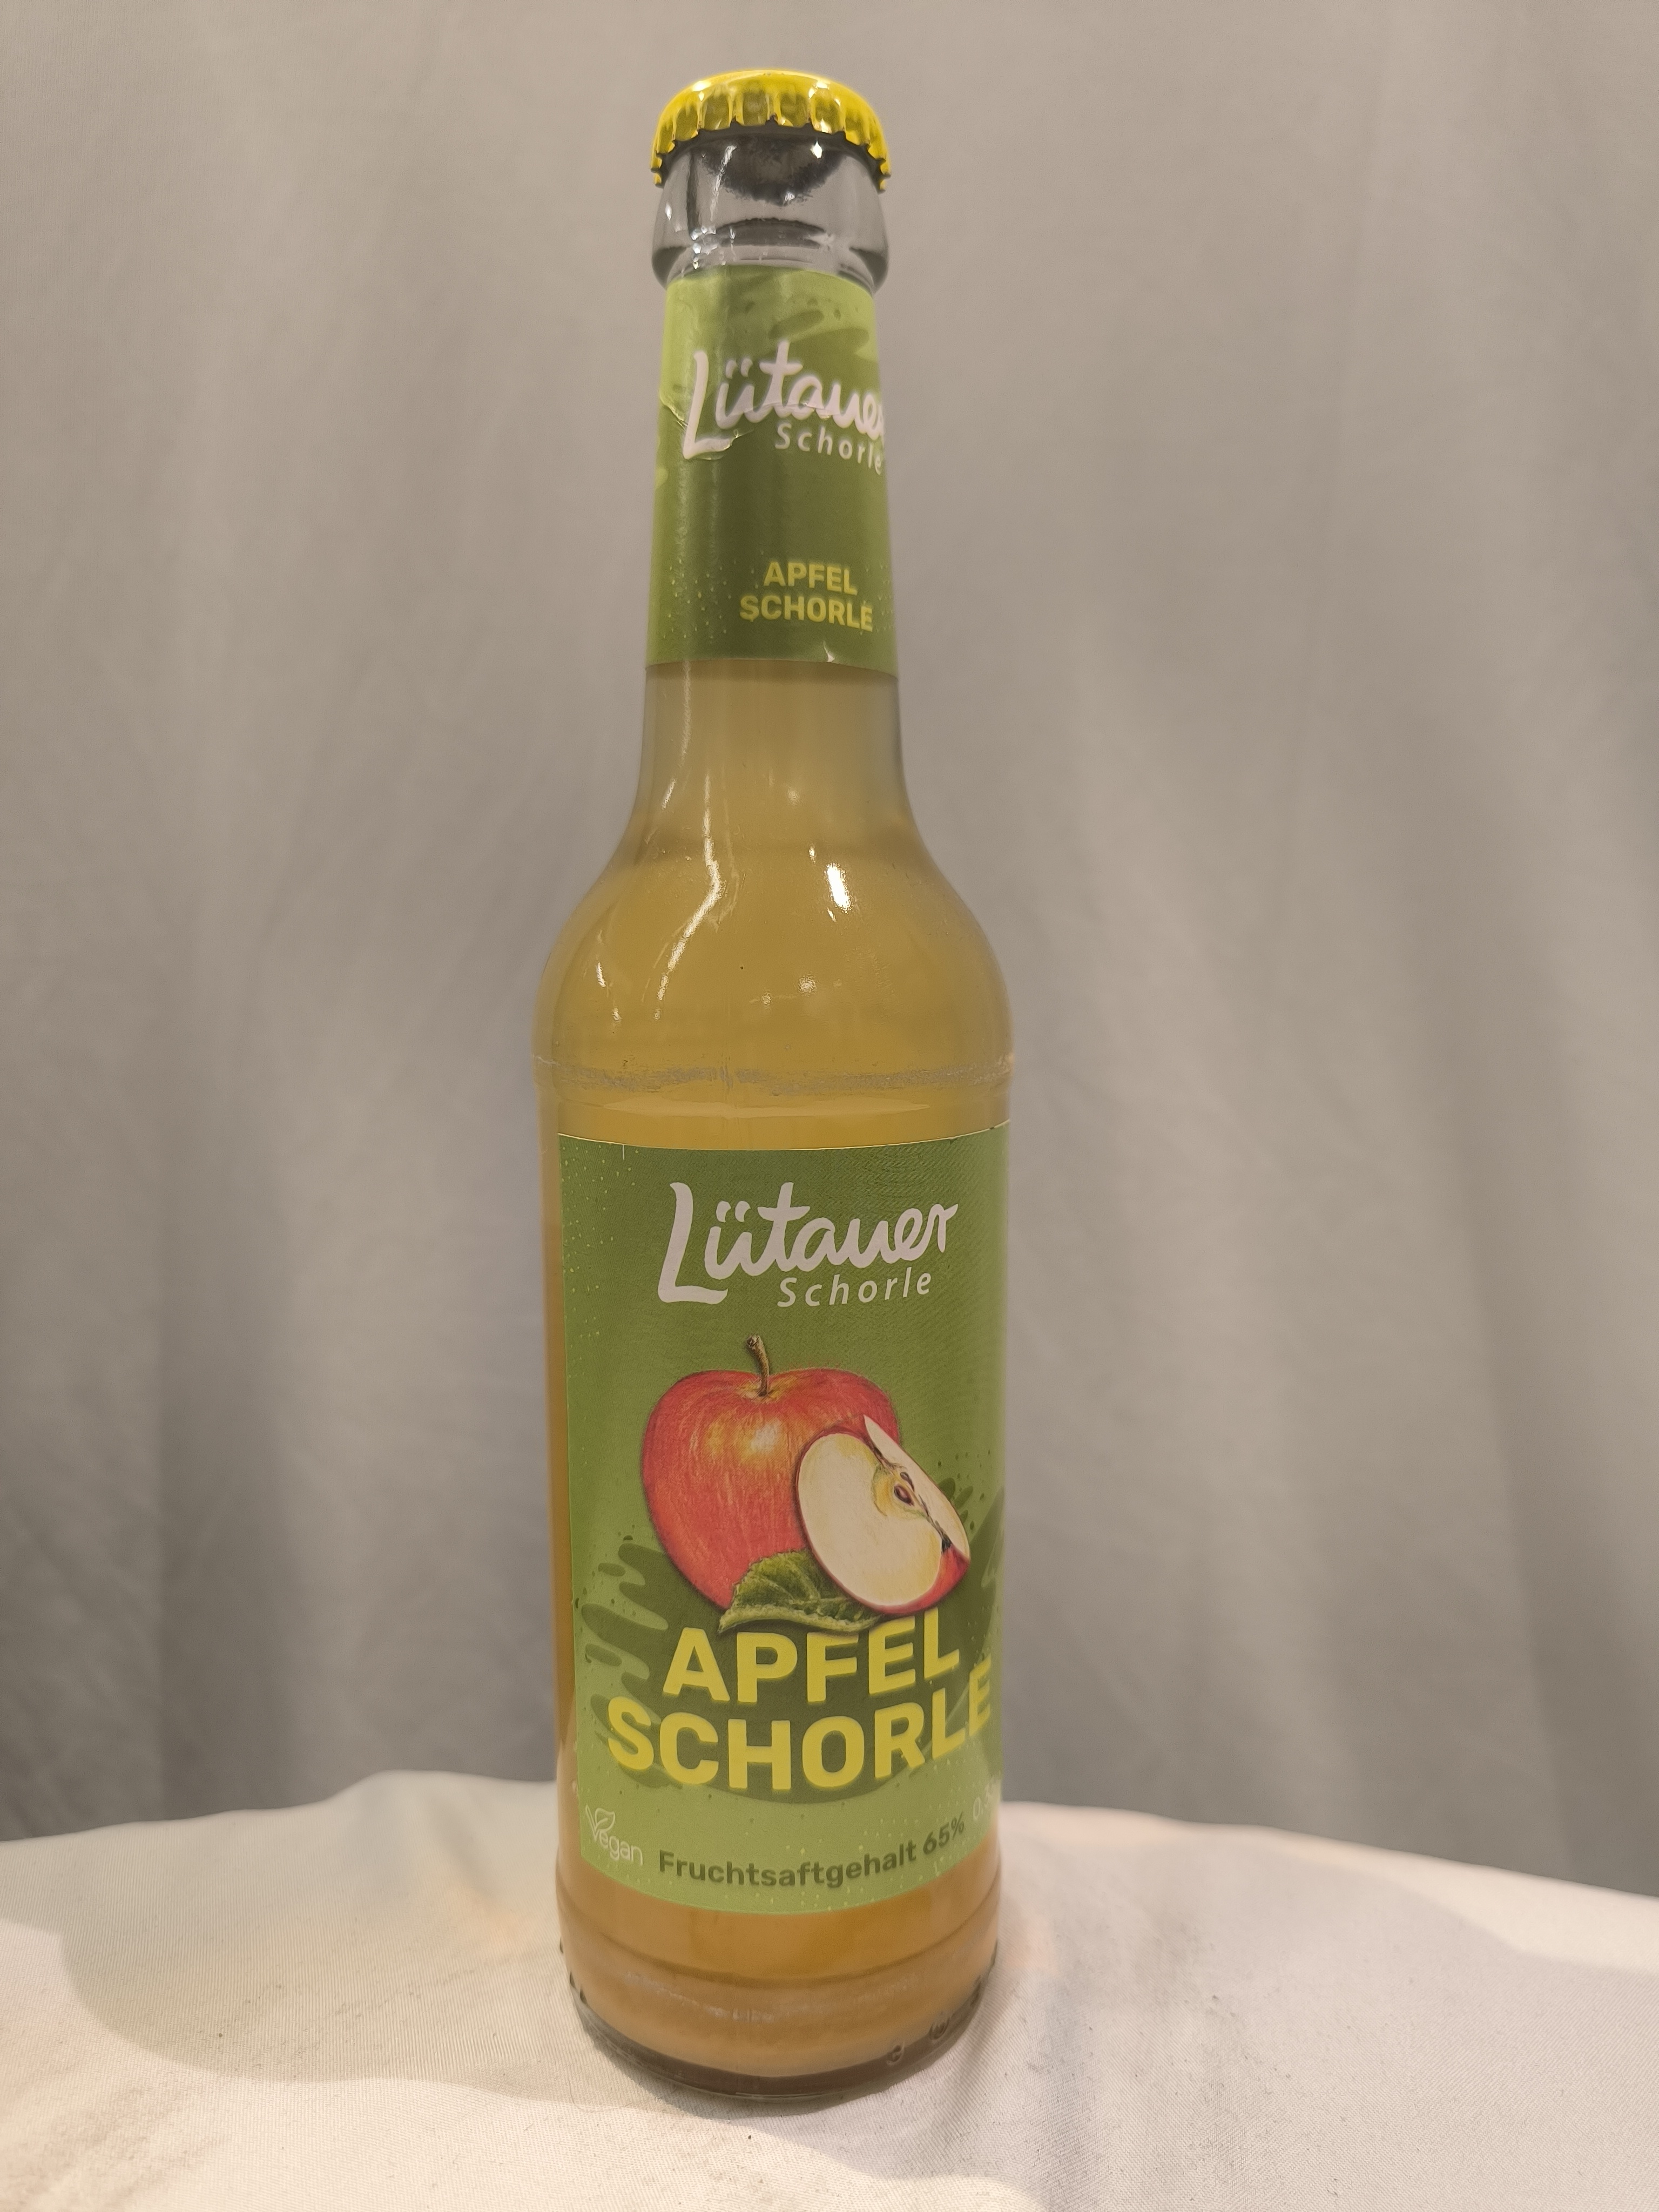 Lütauer
Schorle
APFEL
SCHORLE
Lütauer
Schorle
APFEL
SCHORLE
Vegan
Fruchtsaftgehalt 65%